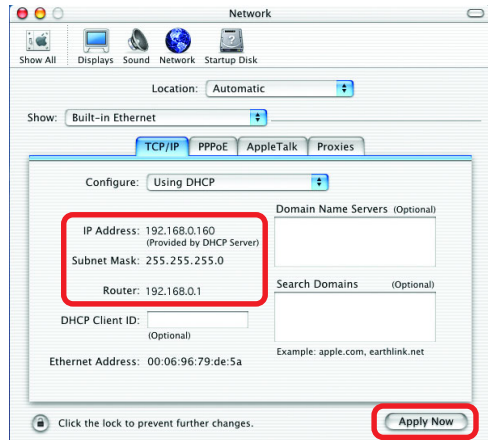 Network
Show All Displays Sound Network Startup Disk
Location: Automatic
Show: Built-in Ethernet
TCP/IP PPPoE AppleTalk Proxies
Configure: Using DHCP
Domain Name Servers (Optional)
IP Address: 192.168.0.160
(Provided by DHCP Server)
Subnet Mask: 255.255.255.0
Router: 192.168.0.1
Search Domains (Optional)
DHCP Client ID:
(Optional)
Example: apple.com, earthlink.net
Ethernet Address: 00:06:96:79:de:5a
Click the lock to prevent further changes.
Apply Now